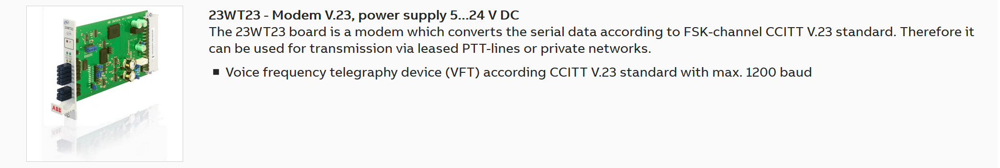 23WT23 - Modem V.23, power supply 5...24 V DC
The 23WT23 board is a modem which converts the serial data according to FSK-channel CCITT V.23 standard. Therefore it
can be used for transmission via leased PTT-lines or private networks.
■ Voice frequency telegraphy device (VFT) according CCITT V.23 standard with max. 1200 baud
23WT23
ABB